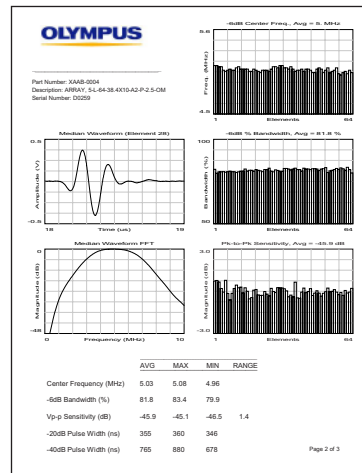 OLYMPUS
Part Number: XAAB-0004
Description: ARRAY, 5-L-64-38.4X10-A2-P-2.5-OM
Serial Number: D0259
-6dB Center Freq., Avg = 5. MHz
5.6
Freq. (MHz)
4.5
1 Elements 64
Median Waveform (Element 28)
0.5
Amplitude (V)
-0.5
18 Time (us) 19
-6dB % Bandwidth, Avg = 81.8 %
100
Bandwidth (%)
60
1 Elements 64
Median Waveform FFT
0
Magnitude (dB)
-48
0 Frequency (MHz) 10
Pk-to-Pk Sensitivity, Avg = -45.9 dB
3.0
Magnitude (dB)
-3.0
1 Elements 64
AVG MAX MIN RANGE
Center Frequency (MHz) 5.03 5.08 4.96
-6dB Bandwidth (%) 81.8 83.4 79.9
Vp-p Sensitivity (dB) -45.9 -45.1 -46.5 1.4
-20dB Pulse Width (ns) 355 360 346
-40dB Pulse Width (ns) 765 880 678
Page 2 of 3